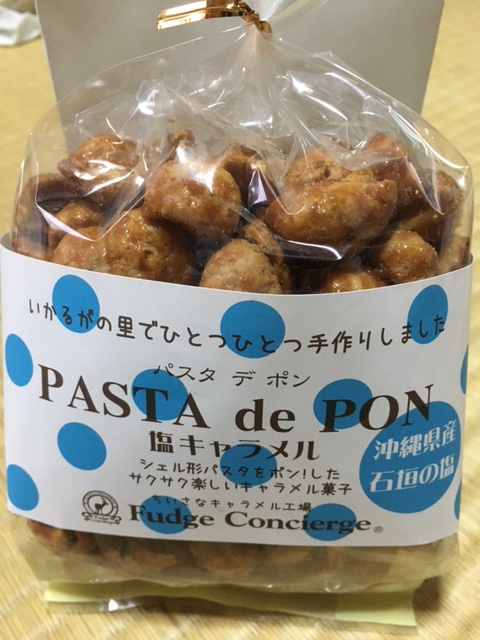 いかるがの里でひとつひとつ手作りしました
パスタ デ ポン
PASTA de PON
塩キャラメル
沖縄県産
石垣の塩
シェル形パスタをポン!した
サクサク楽しいキャラメル菓子
ちいさなキャラメル工場
Fudge Concierge®